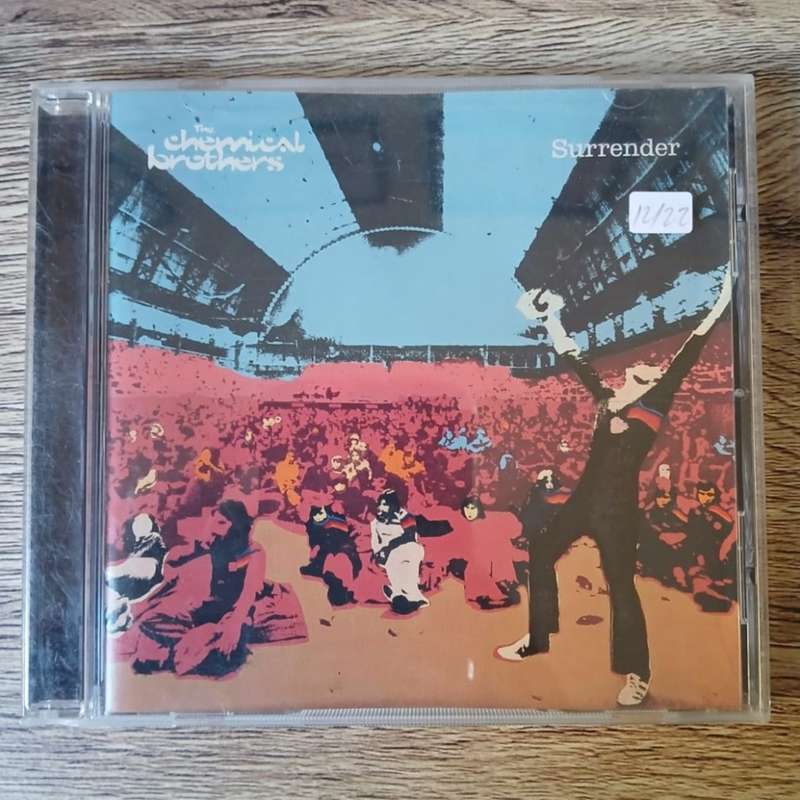 The
chemical
brothers
Surrender
12/22